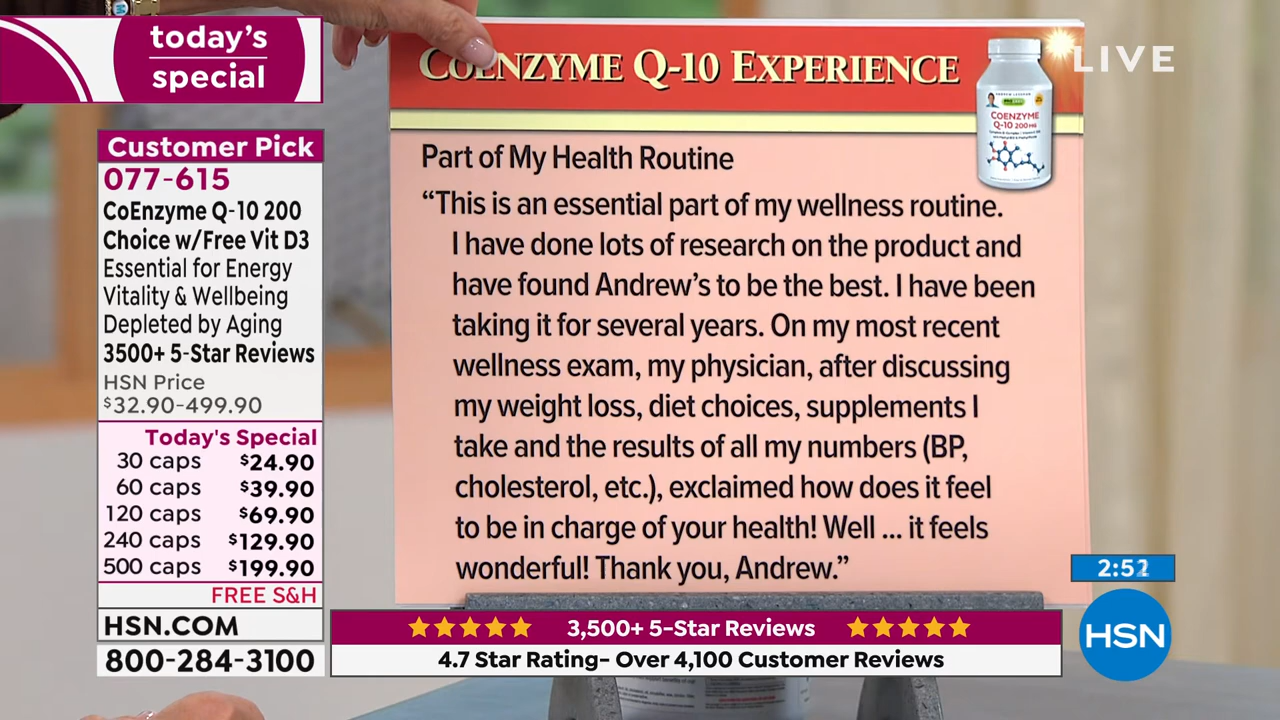 today's
special
Customer Pick
077-615
CoEnzyme Q-10 200
Choice w/Free Vit D3
Essential for Energy
Vitality & Wellbeing
Depleted by Aging
3500+ 5-Star Reviews
HSN Price
$32.90-499.90
Today's Special
30 caps $24.90
60 caps $39.90
120 caps $69.90
240 caps $129.90
500 caps $199.90
FREE S&H
HSN.COM
800-284-3100
COENZYME Q-10 EXPERIENCE
LIVE
COENZYME
Q-10 200 MG
Part of My Health Routine
“This is an essential part of my wellness routine.
I have done lots of research on the product and
have found Andrew’s to be the best. I have been
taking it for several years. On my most recent
wellness exam, my physician, after discussing
my weight loss, diet choices, supplements I
take and the results of all my numbers (BP,
cholesterol, etc.), exclaimed how does it feel
to be in charge of your health! Well ... it feels
wonderful! Thank you, Andrew.”
HSN
3,500+ 5-Star Reviews
4.7 Star Rating– Over 4,100 Customer Reviews